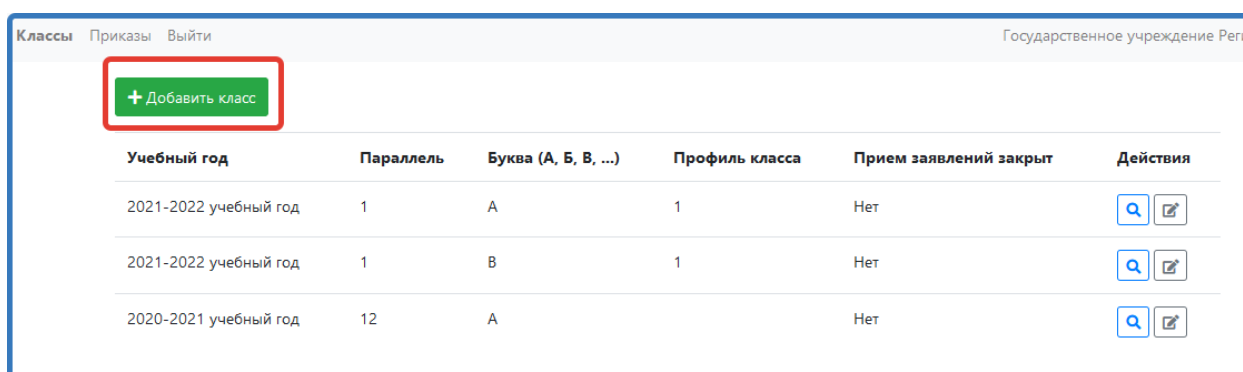 Классы Приказы Выйти Государственное учреждение
Добавить класс
Учебный год Параллель Буква (А, Б, В, ...) Профиль класса Прием заявлений закрыт Действия
2021-2022 учебный год 1 А 1 Нет
2021-2022 учебный год 1 В 1 Нет
2020-2021 учебный год 12 А Нет